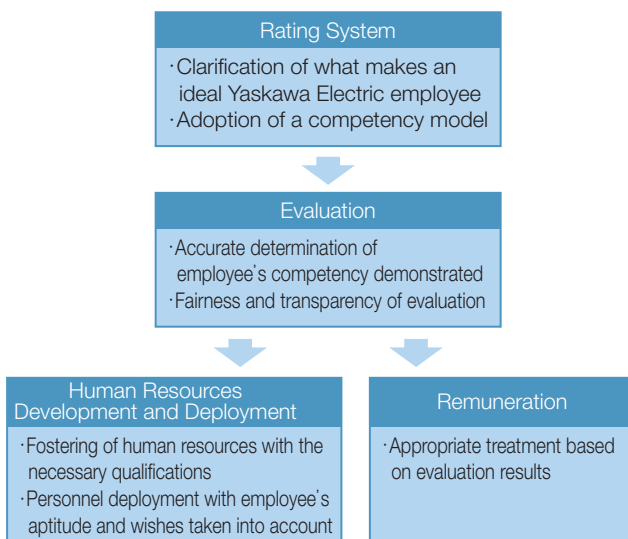 Rating System
·Clarification of what makes an
ideal Yaskawa Electric employee
·Adoption of a competency model
Evaluation
·Accurate determination of
employee's competency demonstrated
·Fairness and transparency of evaluation
Human Resources
Development and Deployment
·Fostering of human resources with the
necessary qualifications
·Personnel deployment with employee's
aptitude and wishes taken into account
Remuneration
·Appropriate treatment based
on evaluation results